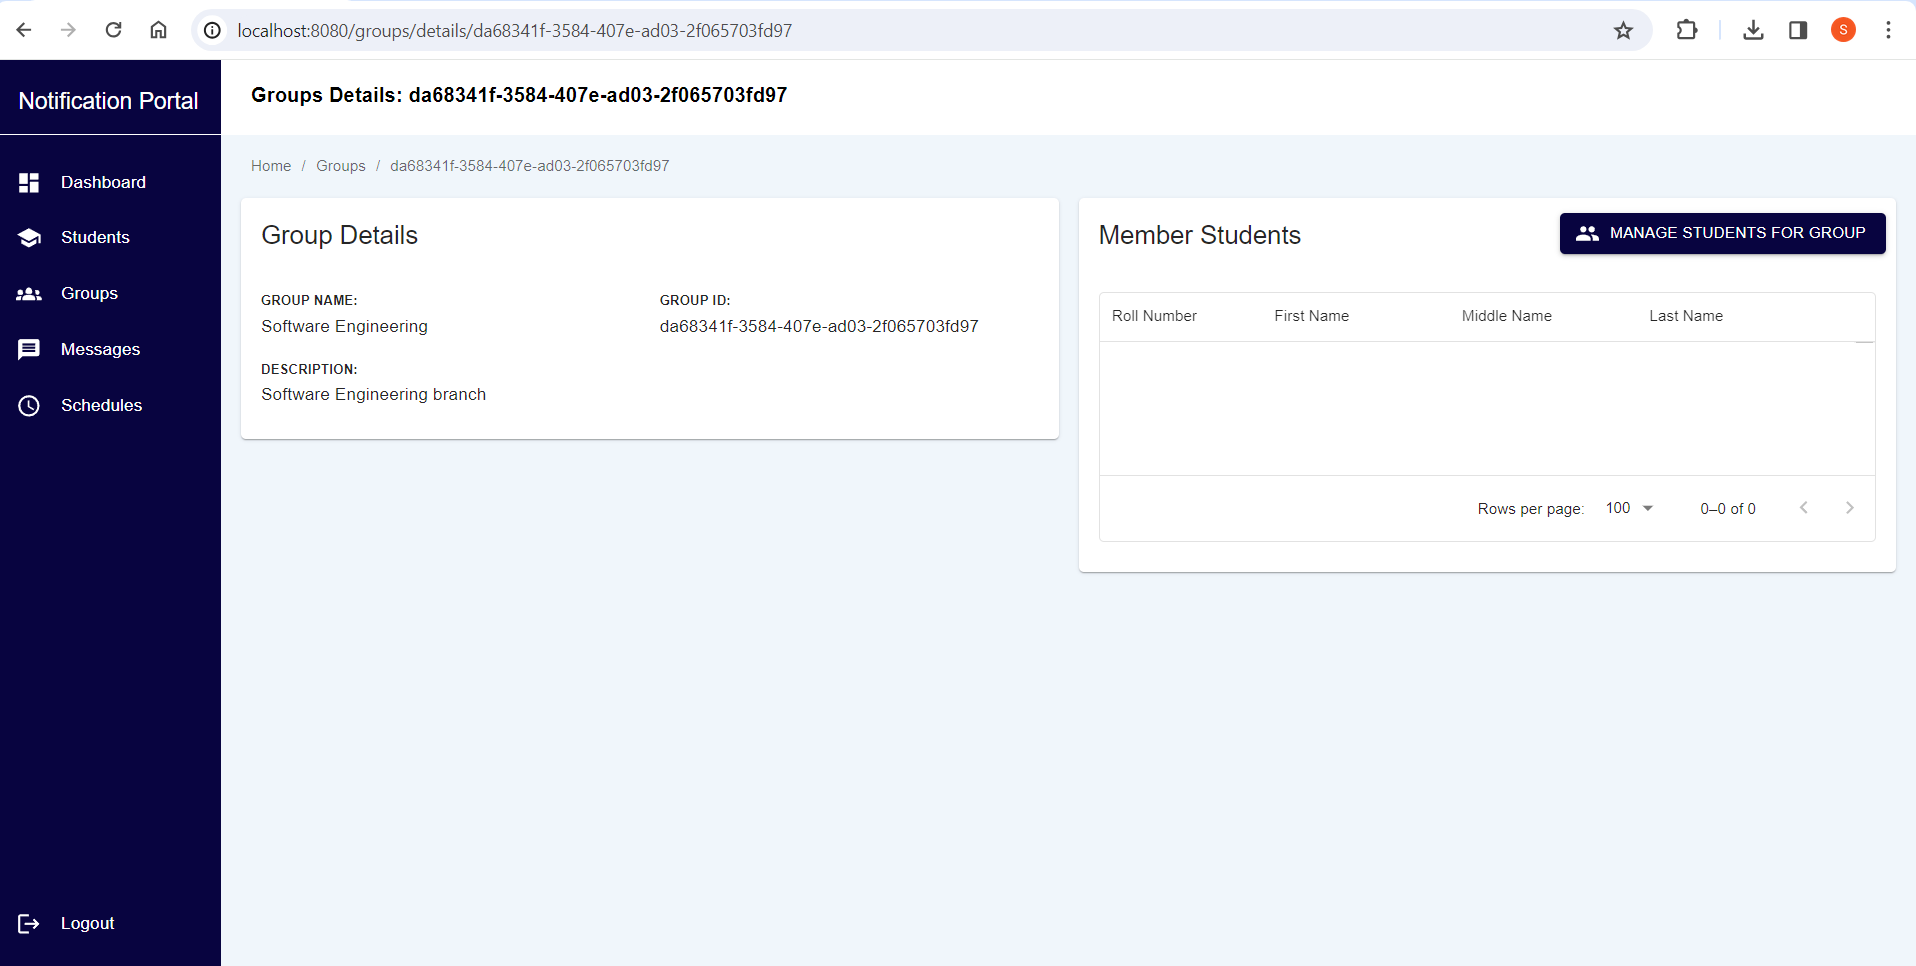 localhost:8080/groups/details/da68341f-3584-407e-ad03-2f065703fd97
S
Notification Portal
Groups Details: da68341f-3584-407e-ad03-2f065703fd97
Dashboard
Students
Groups
Messages
Schedules
Logout
Home / Groups / da68341f-3584-407e-ad03-2f065703fd97
Group Details
GROUP NAME:
Software Engineering
GROUP ID:
da68341f-3584-407e-ad03-2f065703fd97
DESCRIPTION:
Software Engineering branch
Member Students
MANAGE STUDENTS FOR GROUP
Roll Number First Name Middle Name Last Name
Rows per page: 100 0–0 of 0